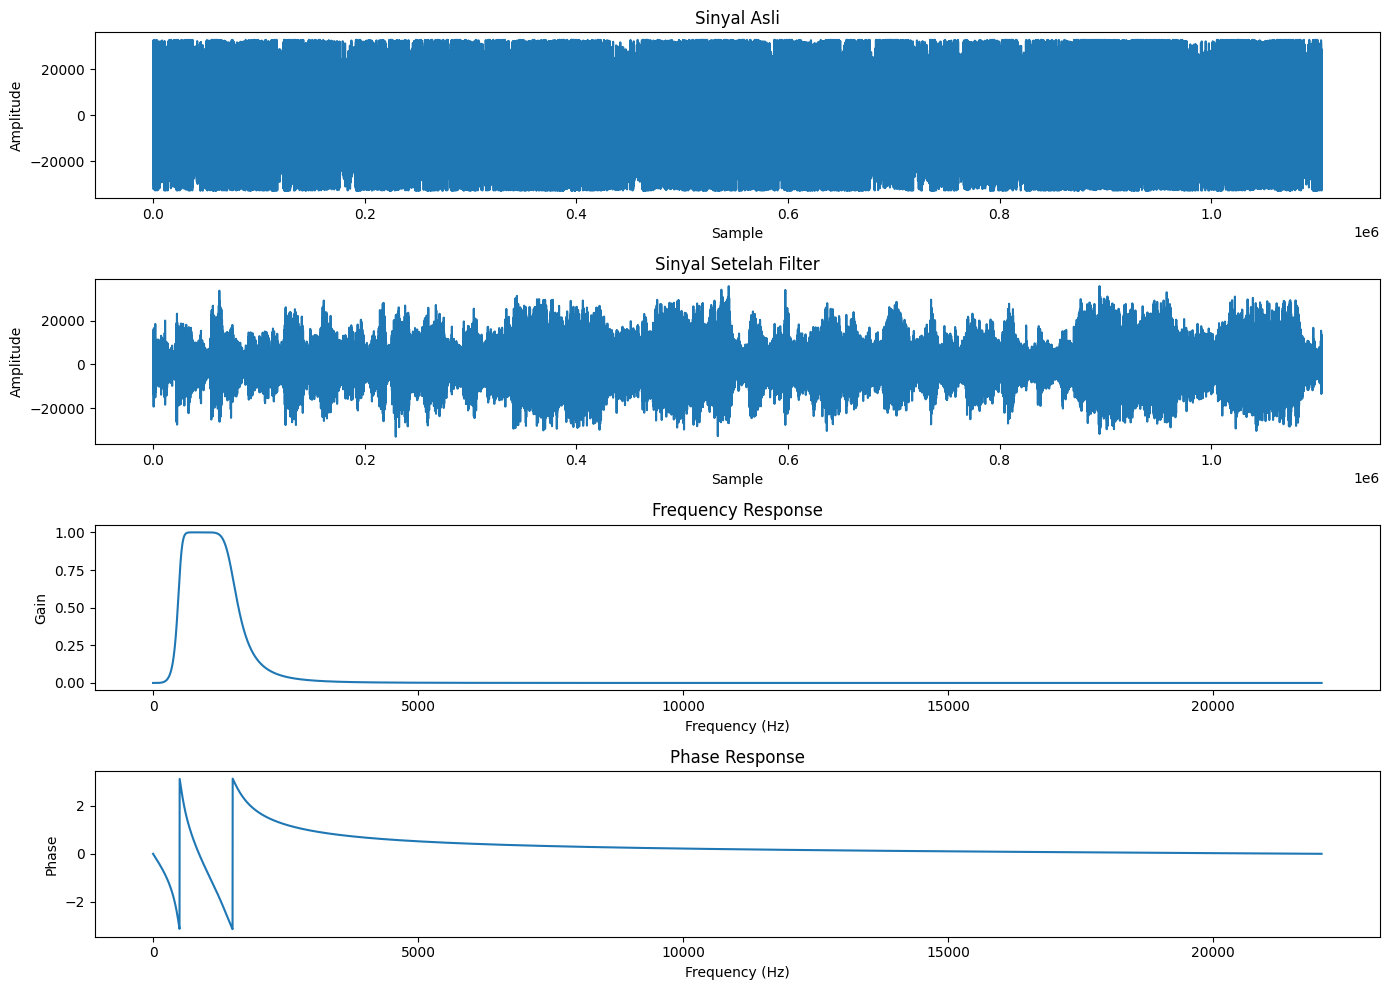 Sinyal Asli
Amplitude
20000
0
−20000
0.0 0.2 0.4 0.6 0.8 1.0
1e6
Sample
Sinyal Setelah Filter
Amplitude
20000
0
−20000
0.0 0.2 0.4 0.6 0.8 1.0
1e6
Sample
Frequency Response
Gain
1.00
0.75
0.50
0.25
0.00
0 5000 10000 15000 20000
Frequency (Hz)
Phase Response
Phase
2
0
−2
0 5000 10000 15000 20000
Frequency (Hz)